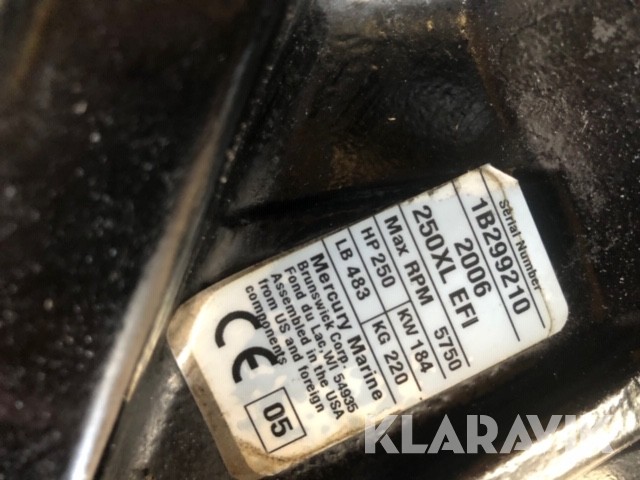 Serial Number
1B299210
2006
250XL EFI
Max RPM 5750
HP 250 KW 184
LB 483 KG 220
Mercury Marine
Brunswick Corp.
Fond du Lac, WI 54935
Assembled in the USA
from US and foreign
components
CE
05
KLARAVIK